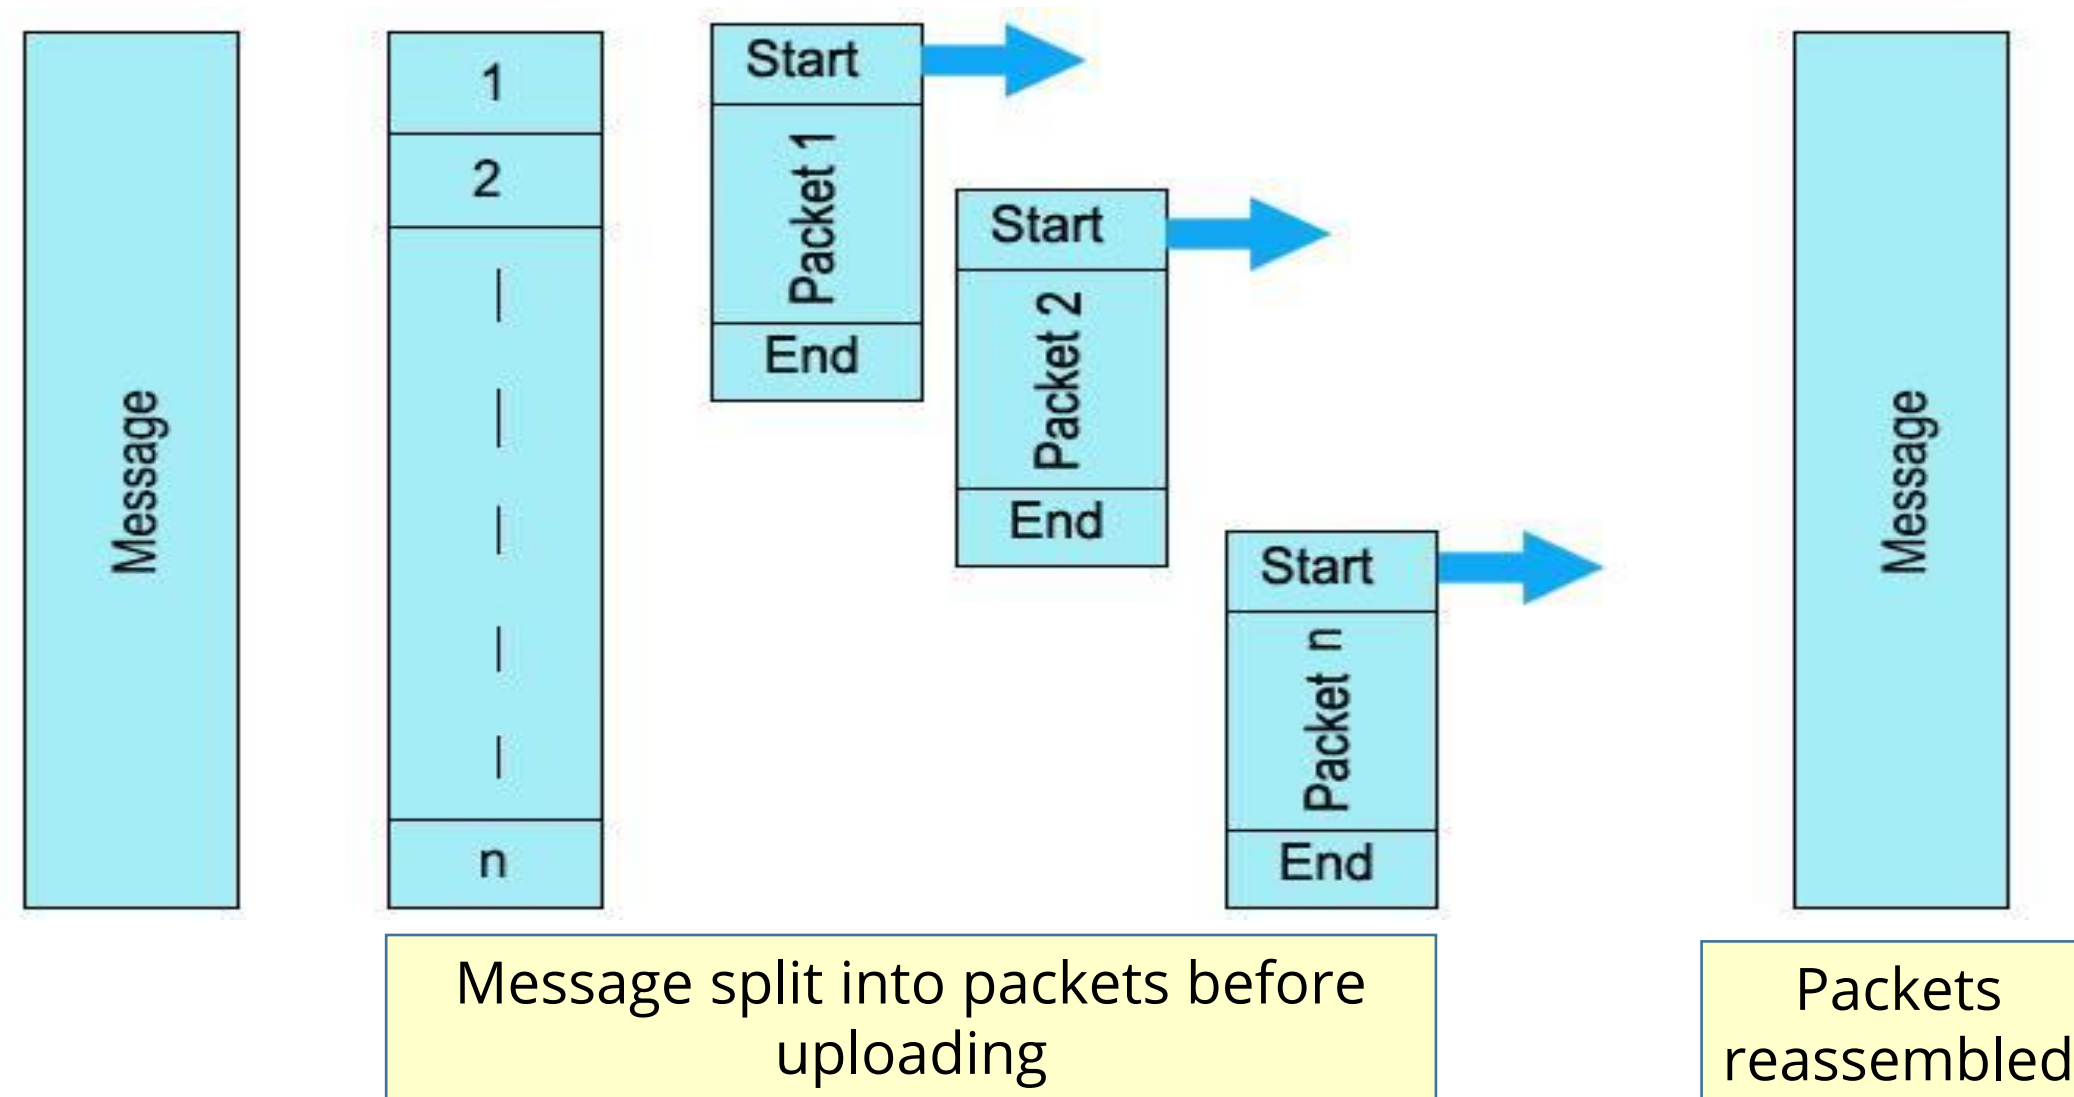 Message
1
2
n
Start
Packet 1
End
Start
Packet 2
End
Start
Packet n
End
Message
Message split into packets before
uploading
Packets
reassembled